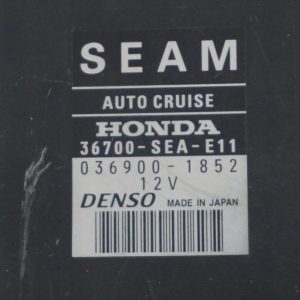 SEAM
AUTO CRUISE
HONDA
36700-SEA-E11
036900-1852
12V
DENSO MADE IN JAPAN